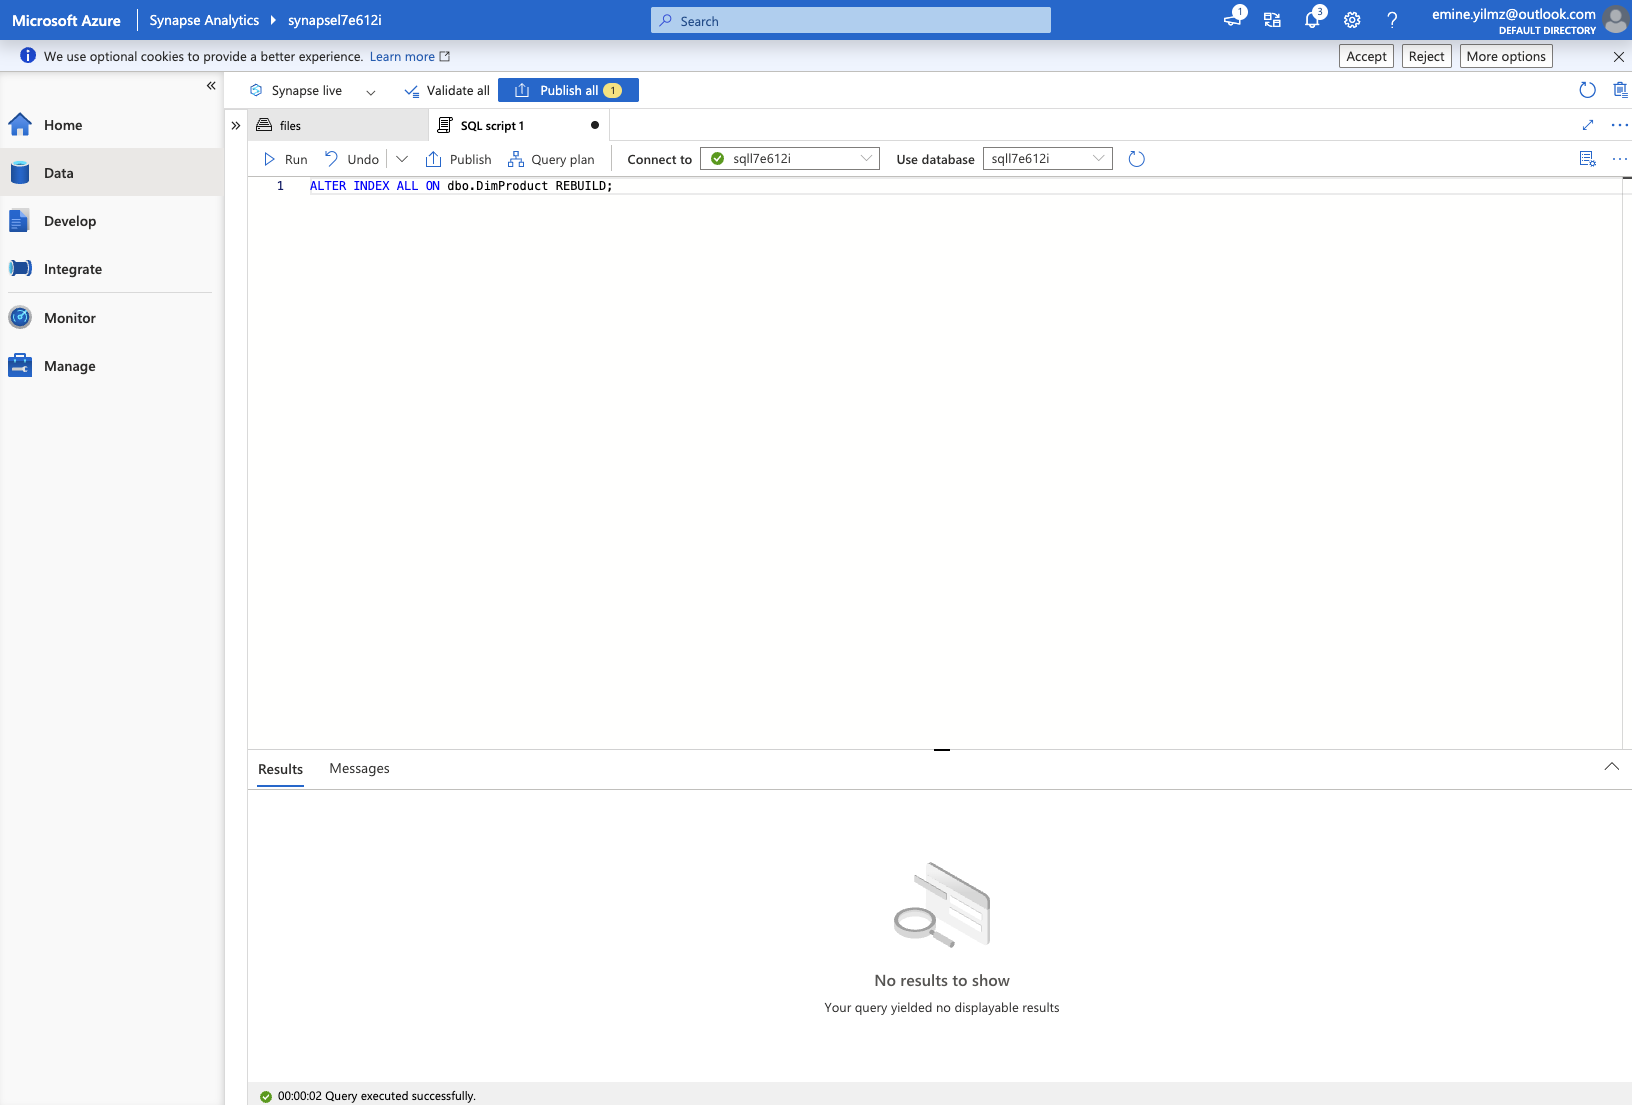 Microsoft Azure
Synapse Analytics
synapsel7e612i
Search
1
3
?
emine.yilmz@outlook.com
DEFAULT DIRECTORY
We use optional cookies to provide a better experience. Learn more
Accept
Reject
More options
Home
Data
Develop
Integrate
Monitor
Manage
Synapse live
Validate all
Publish all 1
files
SQL script 1
Run
Undo
Publish
Query plan
Connect to
sqll7e612i
Use database
sqll7e612i
1 ALTER INDEX ALL ON dbo.DimProduct REBUILD;
Results
Messages
No results to show
Your query yielded no displayable results
00:00:02 Query executed successfully.